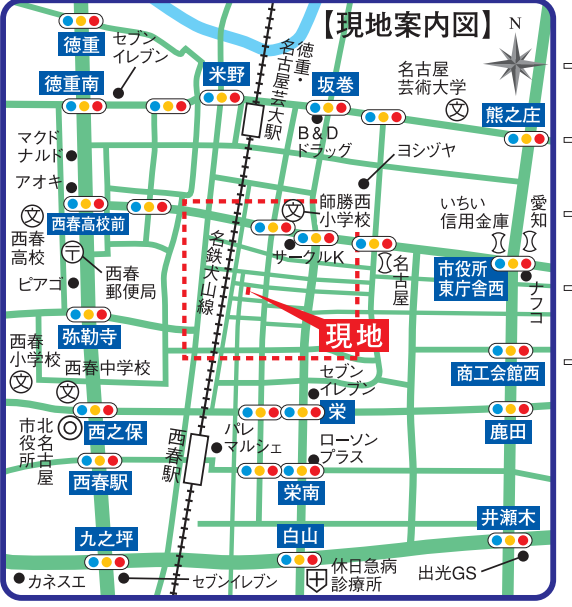 【現地案内図】
N
徳重
セブン
イレブン
徳重南
米野
徳重・
名古屋芸大駅
坂巻
名古屋
芸術大学
文
熊之庄
B&D
ドラッグ
マクド
ナルド
アオキ
ヨシヅヤ
師勝西
小学校
文
いちい
信用金庫
愛知
西春高校前
文
西春
高校
〒
西春
郵便局
ピアゴ
名鉄犬山線
サークルK
名古屋
市役所
東庁舎西
ナフコ
現地
弥勒寺
西春
小学校
文
西春中学校
文
商工会館西
セブン
イレブン
栄
鹿田
西之保
北名古屋
市役所
西春駅
西春駅
パレ
マルシェ
ローソン
プラス
栄南
井瀬木
九之坪
白山
カネスエ
セブンイレブン
休日急病
診療所
出光GS